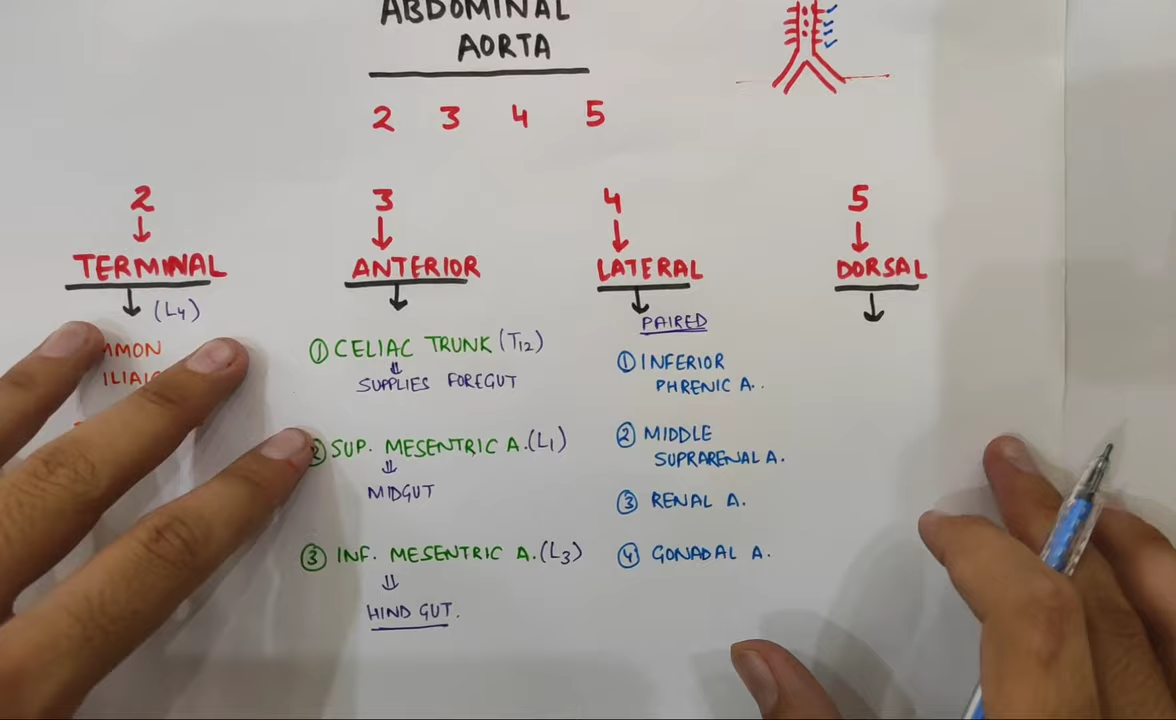 ABDOMINAL
AORTA
2 3 4 5
2
TERMINAL
(L4)
ILIAC
3
ANTERIOR
① CELIAC TRUNK (T12)
SUPPLIES FOREGUT
② SUP. MESENTRIC A. (L1)
MIDGUT
③ INF. MESENTRIC A. (L3)
HIND GUT.
4
LATERAL
PAIRED
① INFERIOR
PHRENIC A..
② MIDDLE
SUPRARENAL A.
③ RENAL A.
④ GONADAL A.
5
DORSAL